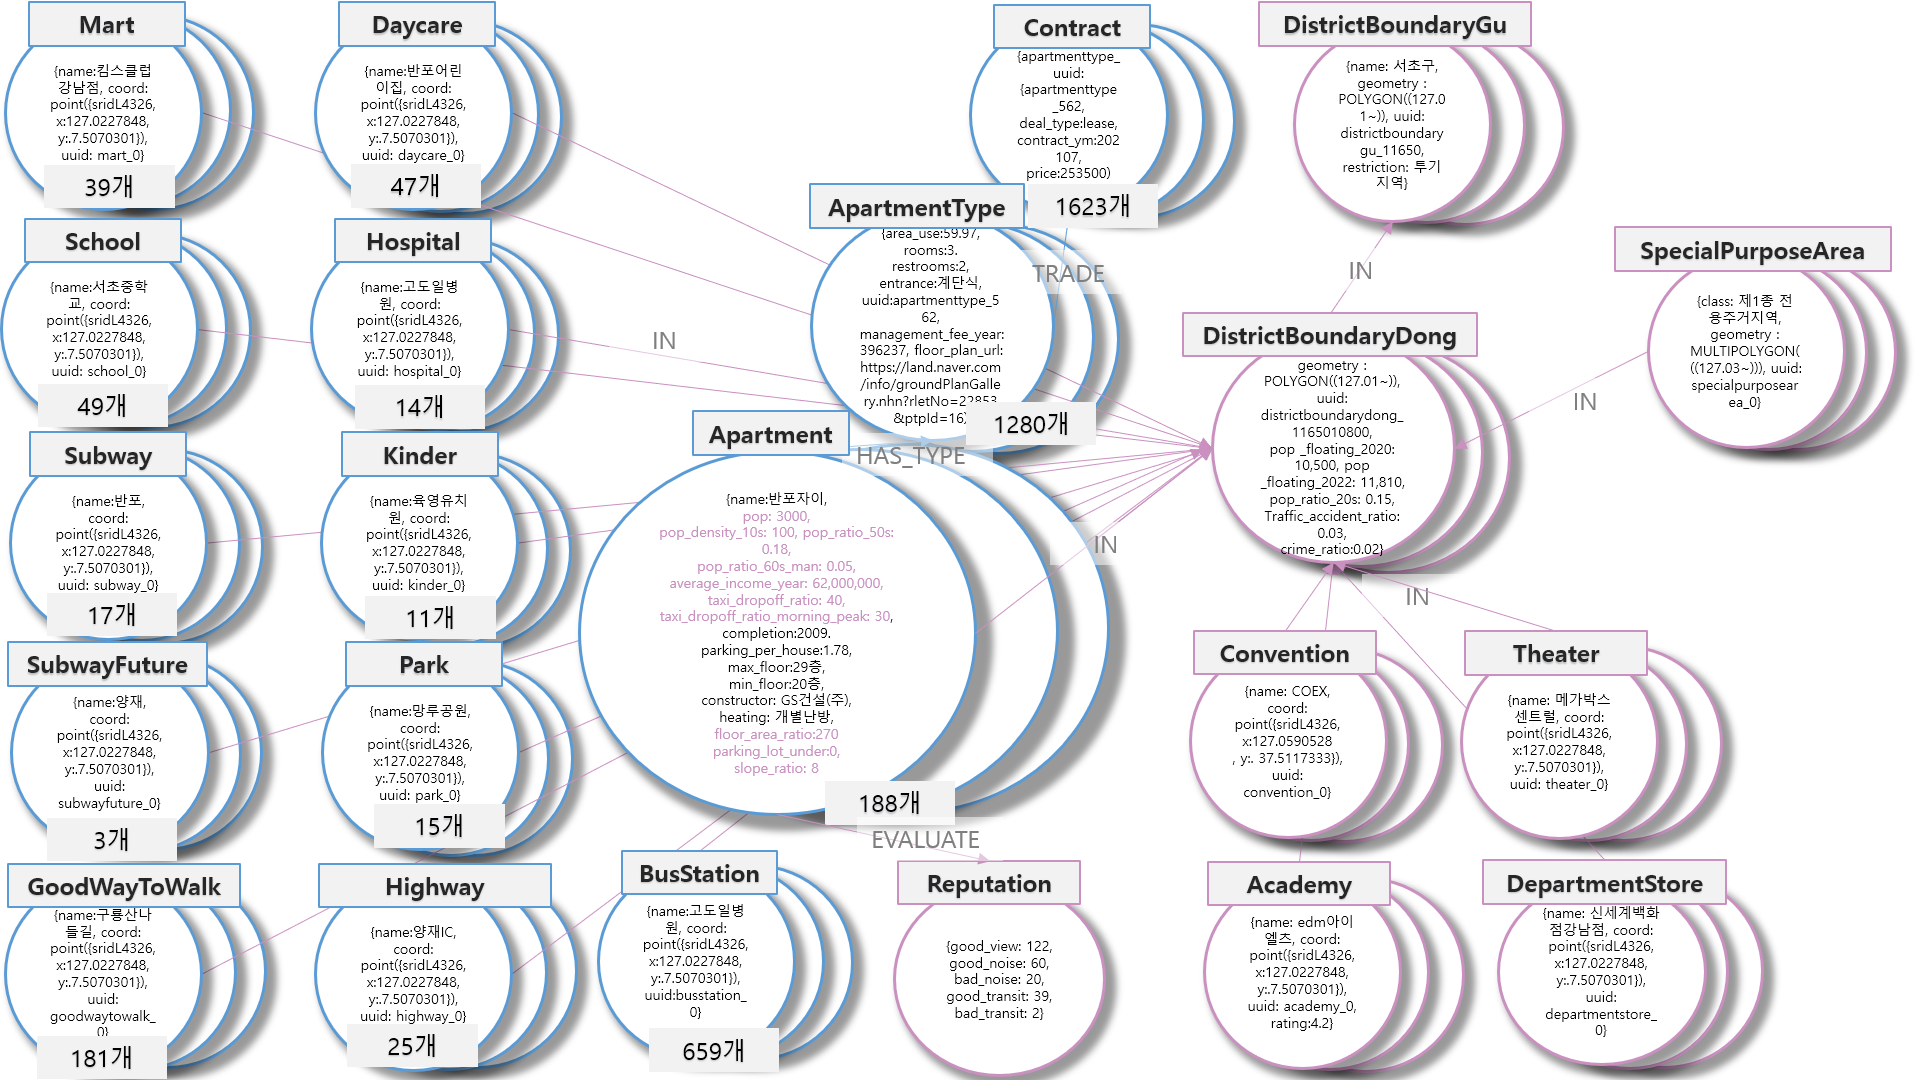 Mart
{name:킴스클럽
강남점, coord:
point({sridL4326,
x:127.0227848,
y:.7.5070301}),
uuid: mart_0}
39개
Daycare
{name:반포어린
이집, coord:
point({sridL4326,
x:127.0227848,
y:.7.5070301}),
uuid: daycare_0}
47개
Contract
{apartmenttype_
uuid:
{apartmenttype
_562,
deal_type:lease,
contract_ym:202
107,
price:253500}
1623개
DistrictBoundaryGu
{name: 서초구,
geometry :
POLYGON((127.0
1~)), uuid:
districtboundary
gu_11650,
restriction: 투기
지역}
School
{name:서초중학
교, coord:
point({sridL4326,
x:127.0227848,
y:.7.5070301}),
uuid: school_0}
49개
Hospital
{name:고도일병
원, coord:
point({sridL4326,
x:127.0227848,
y:.7.5070301}),
uuid: hospital_0}
14개
IN
ApartmentType
{area_use:59.97,
rooms:3.
restrooms:2,
entrance:계단식,
uuid:apartmenttype_5
62,
management_fee_year:
396237, floor_plan_url:
https://land.naver.com
/info/groundPlanGalle
ry.nhn?rletNo=22853
&ptpId=16}
1280개
TRADE
IN
DistrictBoundaryDong
geometry :
POLYGON((127.01~)),
uuid:
districtboundarydong_
1165010800,
pop _floating_2020:
10,500, pop
_floating_2022: 11,810,
pop_ratio_20s: 0.15,
Traffic_accident_ratio:
0.03,
crime_ratio:0.02}
SpecialPurposeArea
{class: 제1종 전
용주거지역,
geometry :
MULTIPOLYGON(
((127.03~))), uuid:
specialpurposear
ea_0}
IN
Subway
{name:반포,
coord:
point({sridL4326,
x:127.0227848,
y:.7.5070301}),
uuid: subway_0}
17개
Kinder
{name:육영유치
원, coord:
point({sridL4326,
x:127.0227848,
y:.7.5070301}),
uuid: kinder_0}
11개
Apartment
HAS_TYPE
{name:반포자이,
pop: 3000,
pop_density_10s: 100, pop_ratio_50s:
0.18,
pop_ratio_60s_man: 0.05,
average_income_year: 62,000,000,
taxi_dropoff_ratio: 40,
taxi_dropoff_ratio_morning_peak: 30,
completion:2009.
parking_per_house:1.78,
max_floor:29층,
min_floor:20층,
constructor: GS건설(주),
heating: 개별난방,
floor_area_ratio:270
parking_lot_under:0,
slope_ratio: 8
188개
IN
IN
SubwayFuture
{name:양재,
coord:
point({sridL4326,
x:127.0227848,
y:.7.5070301}),
uuid:
subwayfuture_0}
3개
Park
{name:망루공원,
coord:
point({sridL4326,
x:127.0227848,
y:.7.5070301}),
uuid: park_0}
15개
Convention
{name: COEX,
coord:
point({sridL4326,
x:127.0590528
, y:. 37.5117333}),
uuid:
convention_0}
Theater
{name: 메가박스
센트럴, coord:
point({sridL4326,
x:127.0227848,
y:.7.5070301}),
uuid: theater_0}
EVALUATE
GoodWayToWalk
{name:구룡산나
들길, coord:
point({sridL4326,
x:127.0227848,
y:.7.5070301}),
uuid:
goodwaytowalk_
0}
181개
Highway
{name:양재IC,
coord:
point({sridL4326,
x:127.0227848,
y:.7.5070301}),
uuid: highway_0}
25개
BusStation
{name:고도일병
원, coord:
point({sridL4326,
x:127.0227848,
y:.7.5070301}),
uuid:busstation_
0}
659개
Reputation
{good_view: 122,
good_noise: 60,
bad_noise: 20,
good_transit: 39,
bad_transit: 2}
Academy
{name: edm아이
엘츠, coord:
point({sridL4326,
x:127.0227848,
y:.7.5070301}),
uuid: academy_0,
rating:4.2}
DepartmentStore
{name: 신세계백화
점강남점, coord:
point({sridL4326,
x:127.0227848,
y:.7.5070301}),
uuid:
departmentstore_
0}